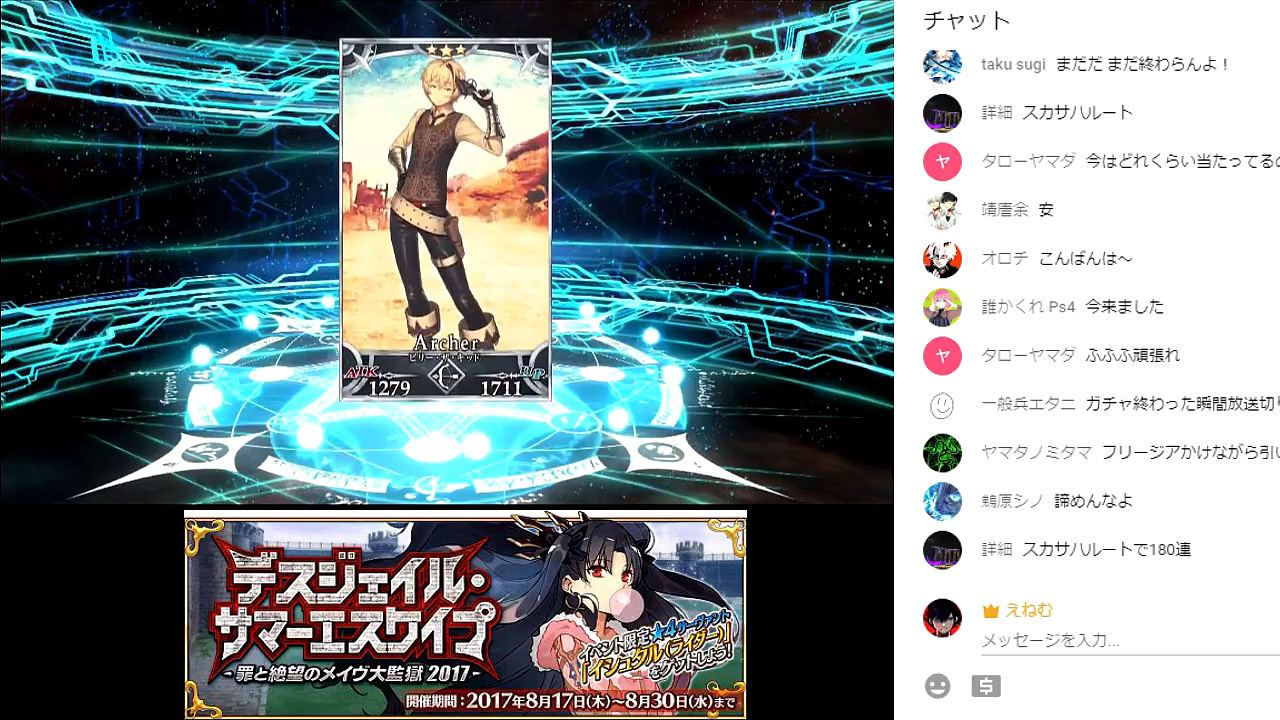 Archer
ビリー・ザ・キッド
ATK
1279
1711
HP
デスジェイル・
サマーエスケイプ
-罪と絶望のメイヴ大監獄 2017-
イベント限定★4サーヴァント
「イシュタル(ライダー)」
をゲットしよう!
開催期間:2017年8月17日(木)~8月30日(水)まで
チャット
taku sugi まだだ まだ終わらんよ!
詳細 スカサハルート
ヤ
タローヤマダ 今はどれくらい当たってる
靖唐余 安
オロチ こんばんは~
誰かくれ Ps4 今来ました
ヤ
タローヤマダ ふふふ頑張れ
一般兵エタニ ガチャ終わった瞬間放送切
ヤマタノミタマ フリージアかけながら引
鵜原シノ 諦めんなよ
詳細 スカサハルートで180連
えねむ
メッセージを入力...